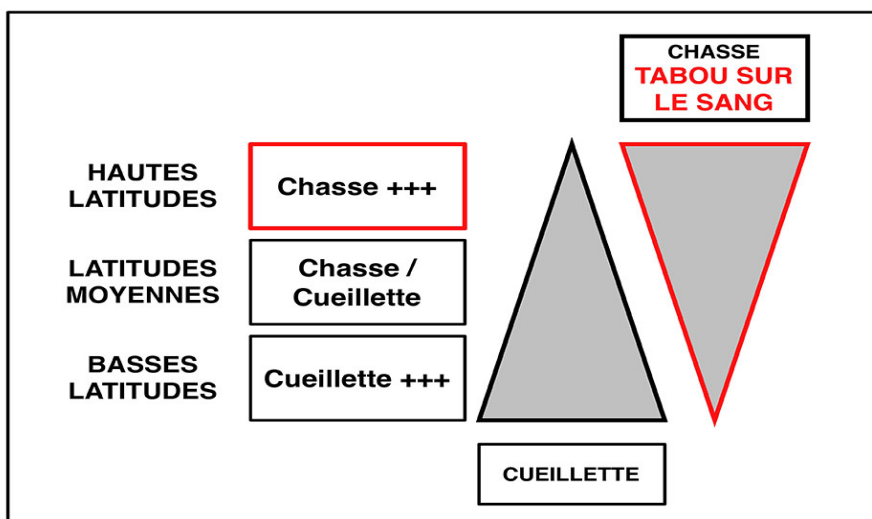 CHASSE
TABOU SUR
LE SANG
HAUTES
LATITUDES
Chasse +++
LATITUDES
MOYENNES
Chasse /
Cueillette
BASSES
LATITUDES
Cueillette +++
CUEILLETTE